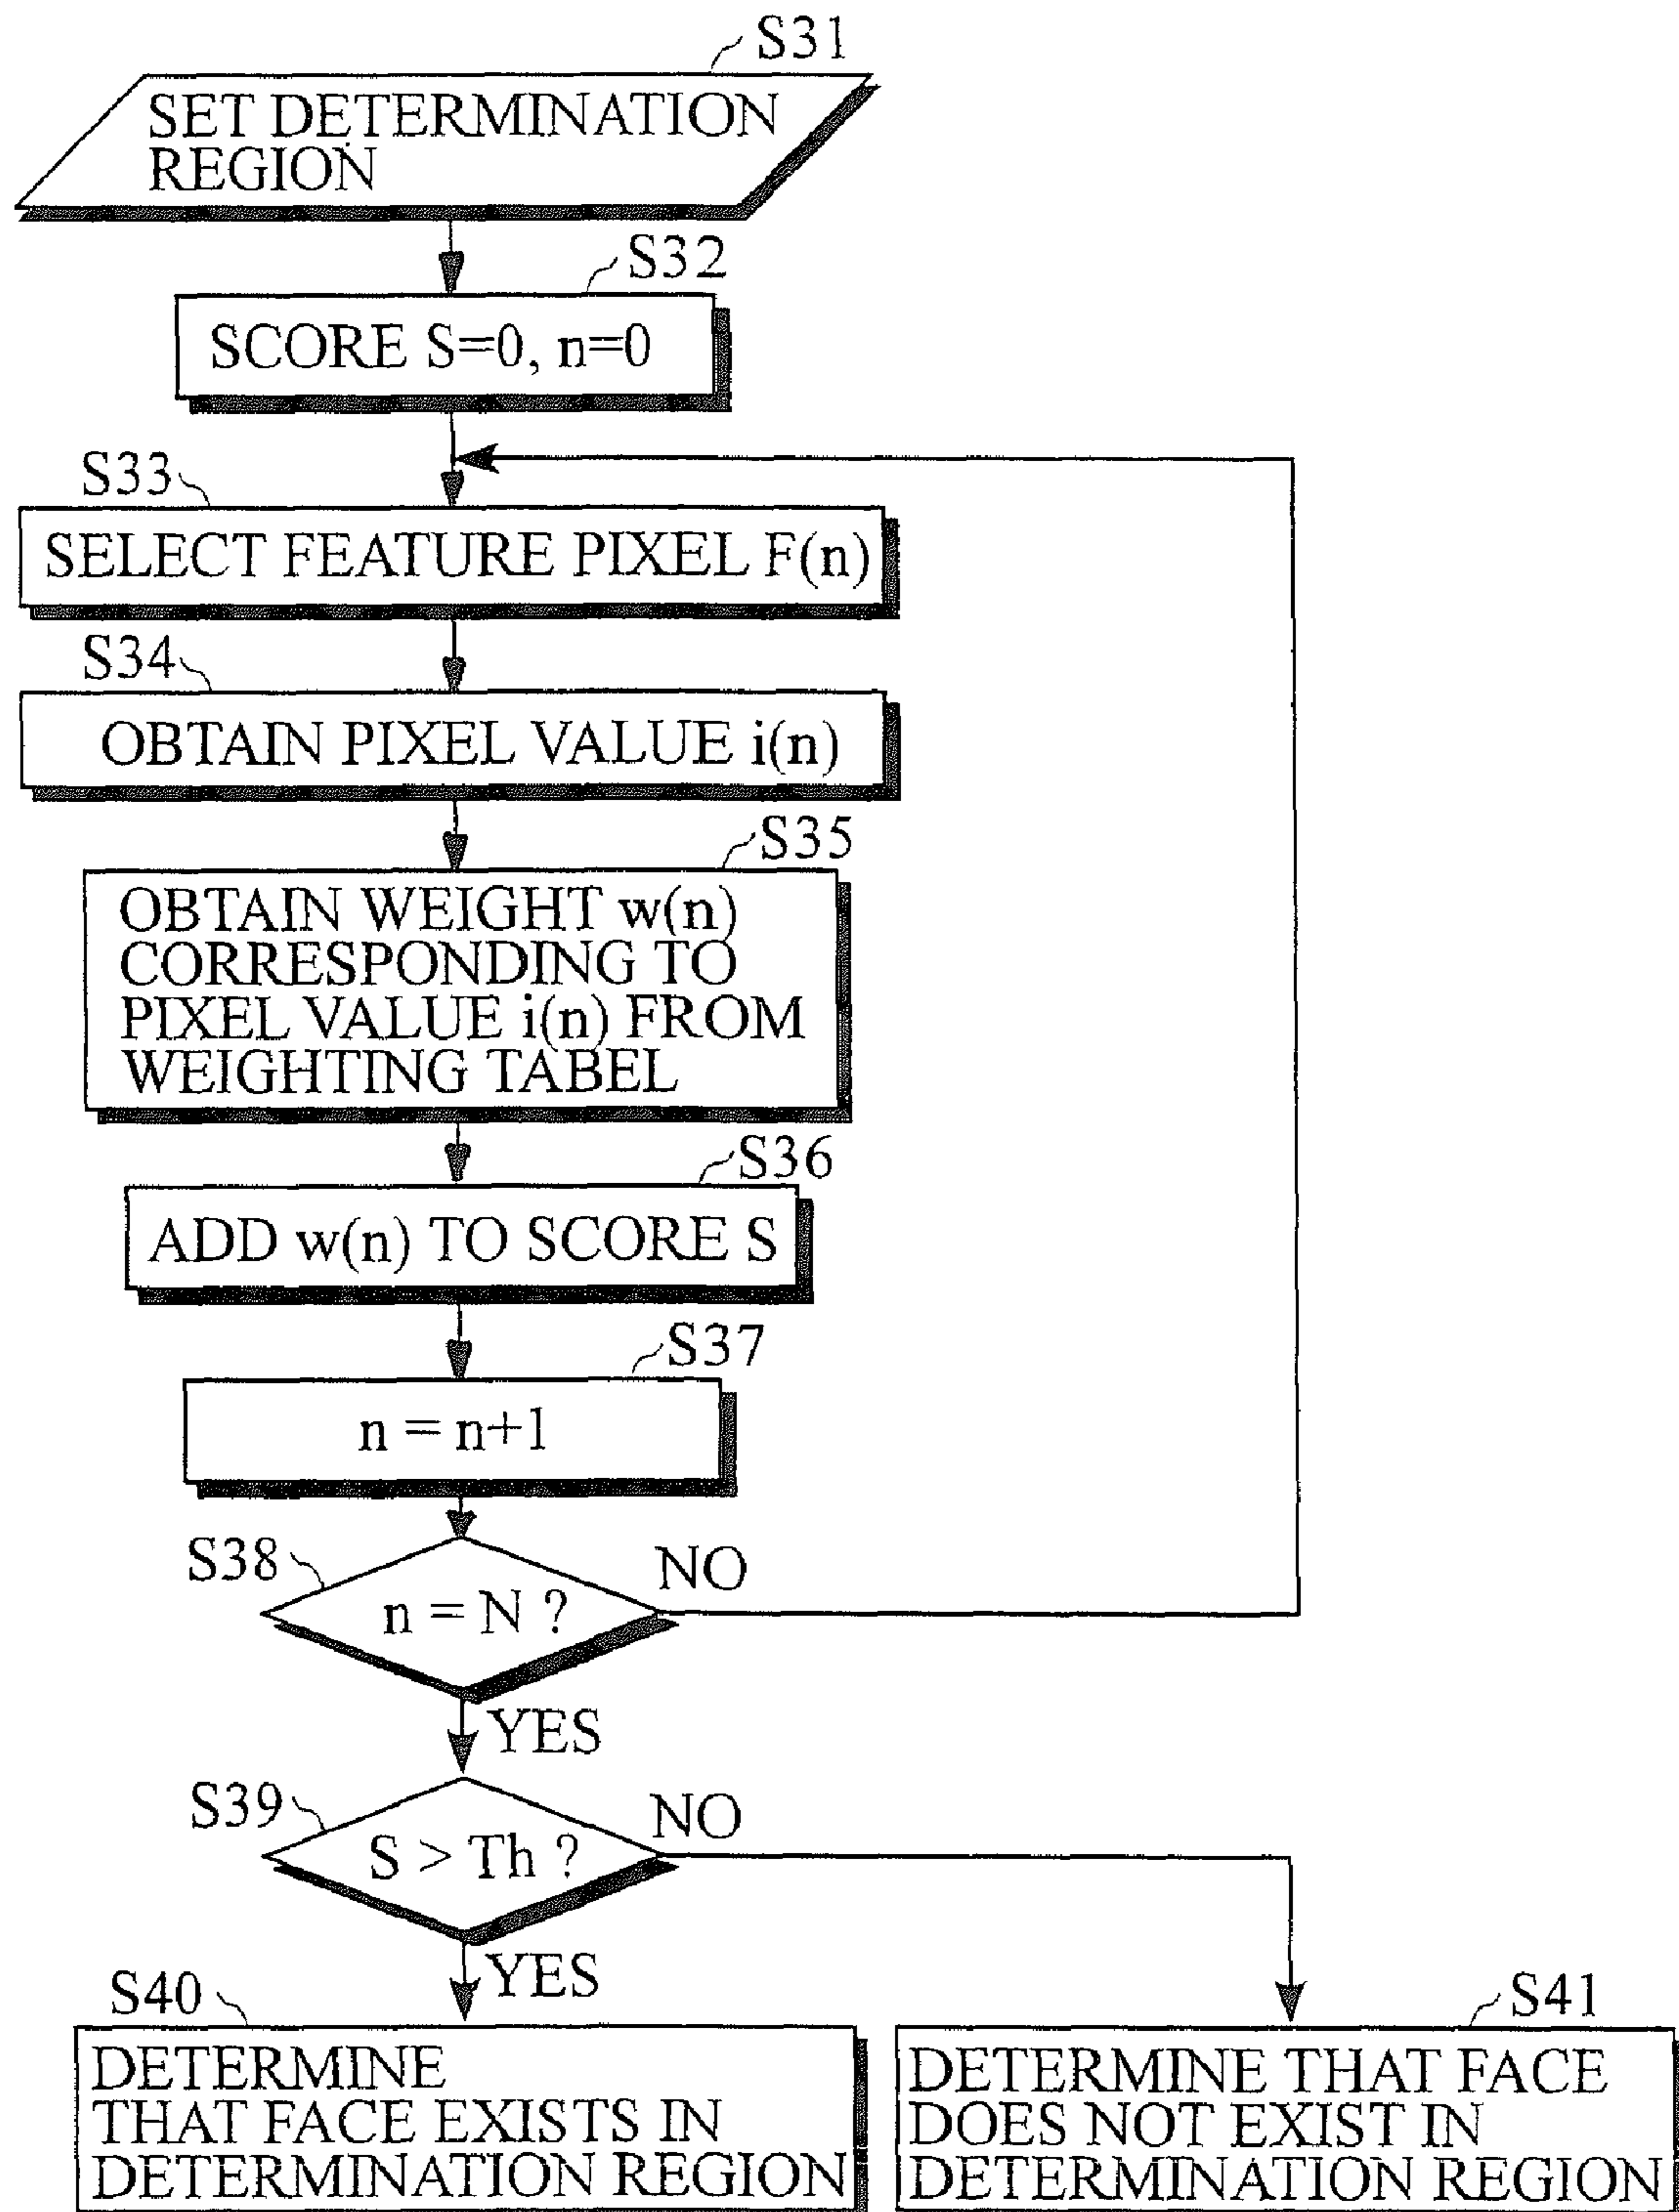 S31
SET DETERMINATION
REGION
S32
SCORE S=0, n=0
S33
SELECT FEATURE PIXEL F(n)
S34
OBTAIN PIXEL VALUE i(n)
S35
OBTAIN WEIGHT w(n)
CORRESPONDING TO
PIXEL VALUE i(n) FROM
WEIGHTING TABEL
S36
ADD w(n) TO SCORE S
S37
n = n+1
S38
NO
n = N ?
YES
S39
NO
S > Th ?
YES
S40
DETERMINE
THAT FACE EXISTS IN
DETERMINATION REGION
S41
DETERMINE THAT FACE
DOES NOT EXIST IN
DETERMINATION REGION